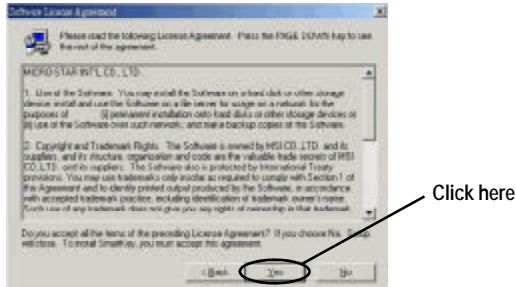 Software License Agreement
Please read the following License Agreement. Press the PAGE DOWN key to see
the rest of the agreement.
MICRO-STAR INT'L CO., LTD.
1. Use of the Software. You may install the Software on a hard disk or other storage
device; install and use the Software on a file server for usage on a network for the
purposes of (i) permanent installation onto hard disks or other storage devices or
(ii) use of the Software over such network; and make backup copies of the Software.
2. Copyright and Trademark Rights. The Software is owned by MSI CO., LTD. and its
suppliers, and its structure, organization and code are the valuable trade secrets of MSI
CO.,LTD. and its suppliers. The Software also is protected by International Treaty
provisions. You may use trademarks only insofar as required to comply with Section 1 of
the Agreement and to identify printed output produced by the Software, in accordance
with accepted trademark practice, including identification of trademark owner's name.
Such use of any trademark does not give you any rights of ownership in that trademark.
Do you accept all the terms of the preceding License Agreement? If you choose No, Setup
will close. To install SmartKey, you must accept this agreement.
< Back Yes No
Click here